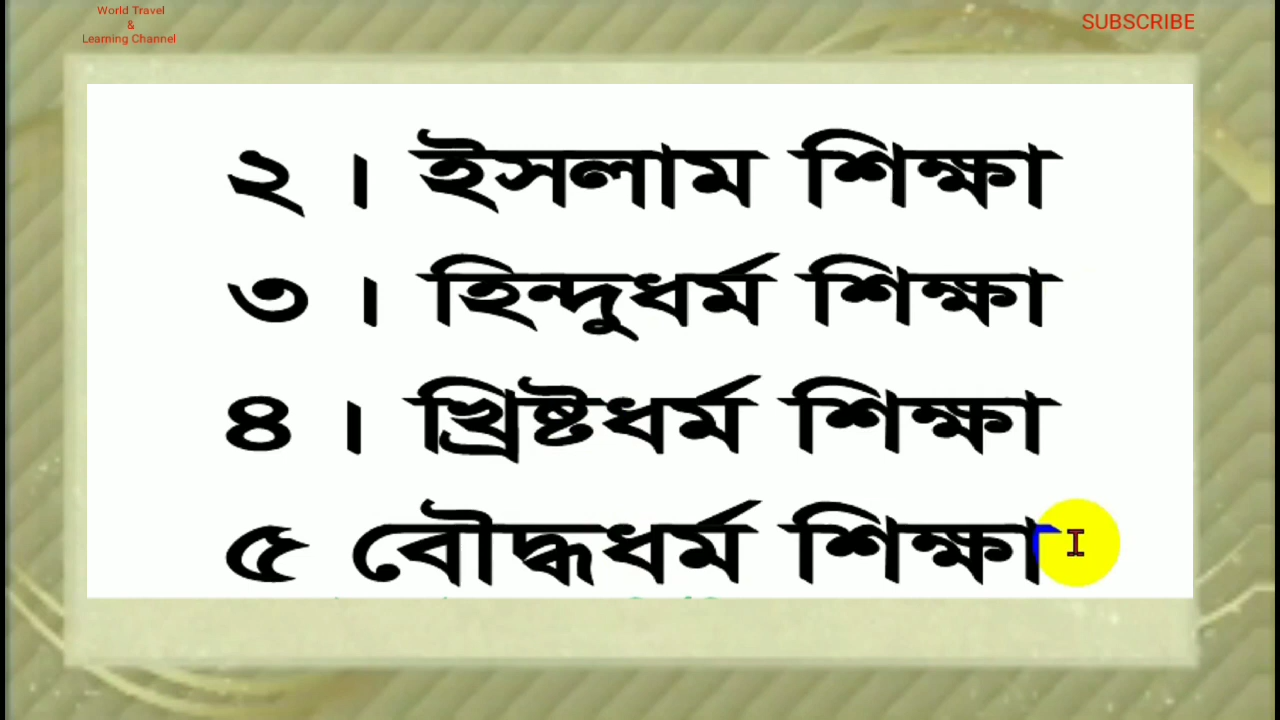 World Travel
&
Learning Channel
SUBSCRIBE
২ । ইসলাম শিক্ষা
৩ । হিন্দুধর্ম শিক্ষা
৪ । খ্রিষ্টধর্ম শিক্ষা
৫ বৌদ্ধধর্ম শিক্ষা